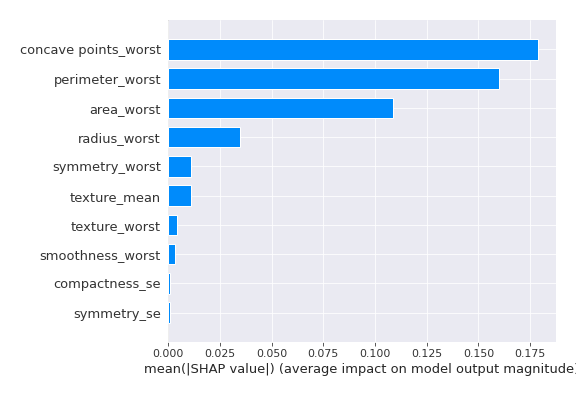 concave points_worst
perimeter_worst
area_worst
radius_worst
symmetry_worst
texture_mean
texture_worst
smoothness_worst
compactness_se
symmetry_se
0.000 0.025 0.050 0.075 0.100 0.125 0.150 0.175
mean(|SHAP value|) (average impact on model output magnitude)